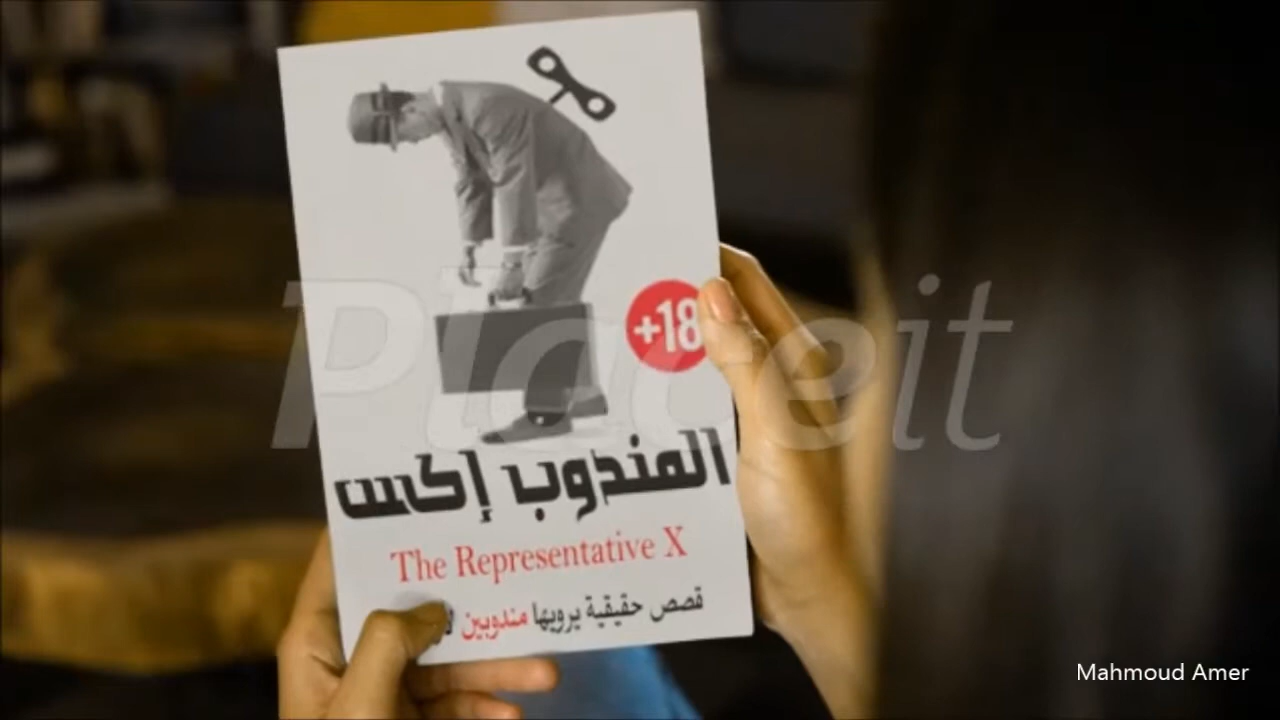 +18
Placeit
المندوب إكس
The Representative X
قصص حقيقية يرويها مندوبين
Mahmoud Amer